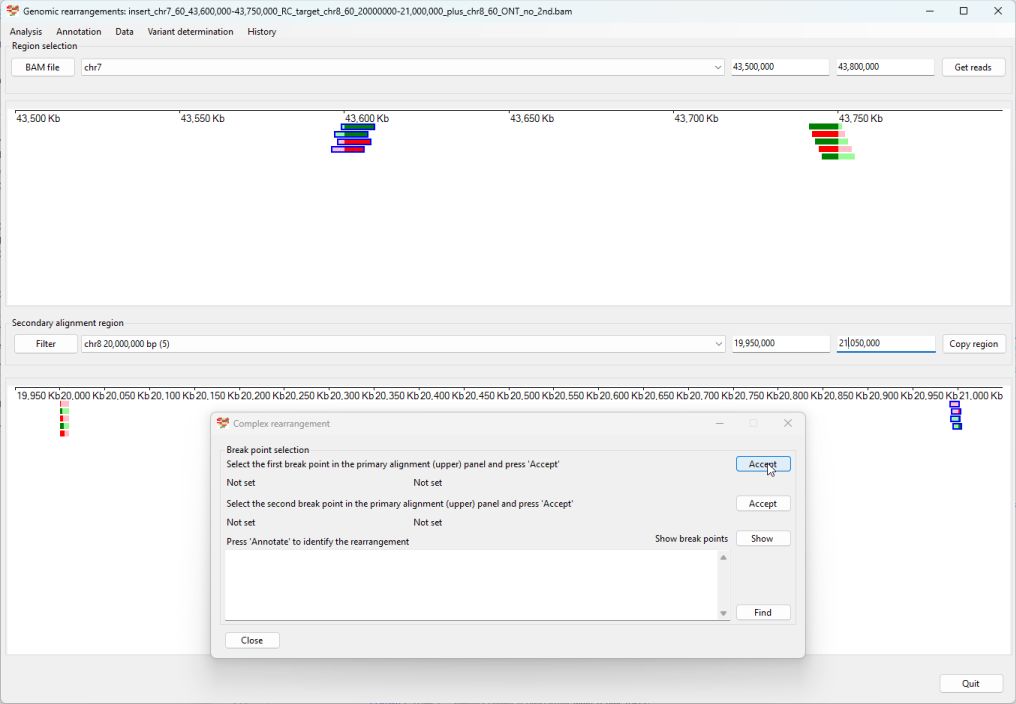 Genomic rearrangements: insert_chr7_60_43,600,000-43,750,000_RC_target_chr8_60_20000000-21,000,000_plus_chr8_60_ONT_no_2nd.bam
Analysis Annotation Data Variant determination History
Region selection
BAM file chr7 43,500,000 43,800,000 Get reads
43,500 Kb 43,550 Kb 43,600 Kb 43,650 Kb 43,700 Kb 43,750 Kb
Secondary alignment region
Filter chr8 20,000,000 bp (5) 19,950,000 21,050,000 Copy region
19,950 Kb 20,000 Kb 20,050 Kb 20,100 Kb 20,150 Kb 20,200 Kb 20,250 Kb 20,300 Kb 20,350 Kb 20,400 Kb 20,450 Kb 20,500 Kb 20,550 Kb 20,600 Kb 20,650 Kb 20,700 Kb 20,750 Kb 20,800 Kb 20,850 Kb 20,900 Kb 20,950 Kb 21,000 Kb
Complex rearrangement
Break point selection
Select the first break point in the primary alignment (upper) panel and press 'Accept' Accept
Not set Not set
Select the second break point in the primary alignment (upper) panel and press 'Accept' Accept
Not set Not set
Press 'Annotate' to identify the rearrangement Show break points Show
Find
Close
Quit